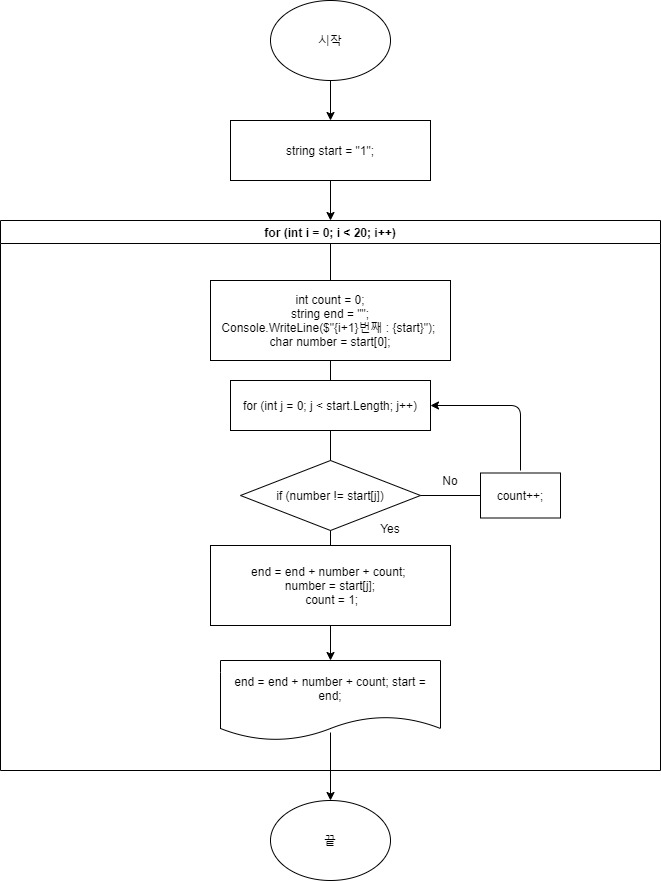 시작
string start = "1";
for (int i = 0; i < 20; i++)
int count = 0;
string end = "";
Console.WriteLine($"{i+1}번째 : {start}");
char number = start[0];
for (int j = 0; j < start.Length; j++)
if (number != start[j])
No
count++;
Yes
end = end + number + count;
number = start[j];
count = 1;
end = end + number + count; start =
end;
끝